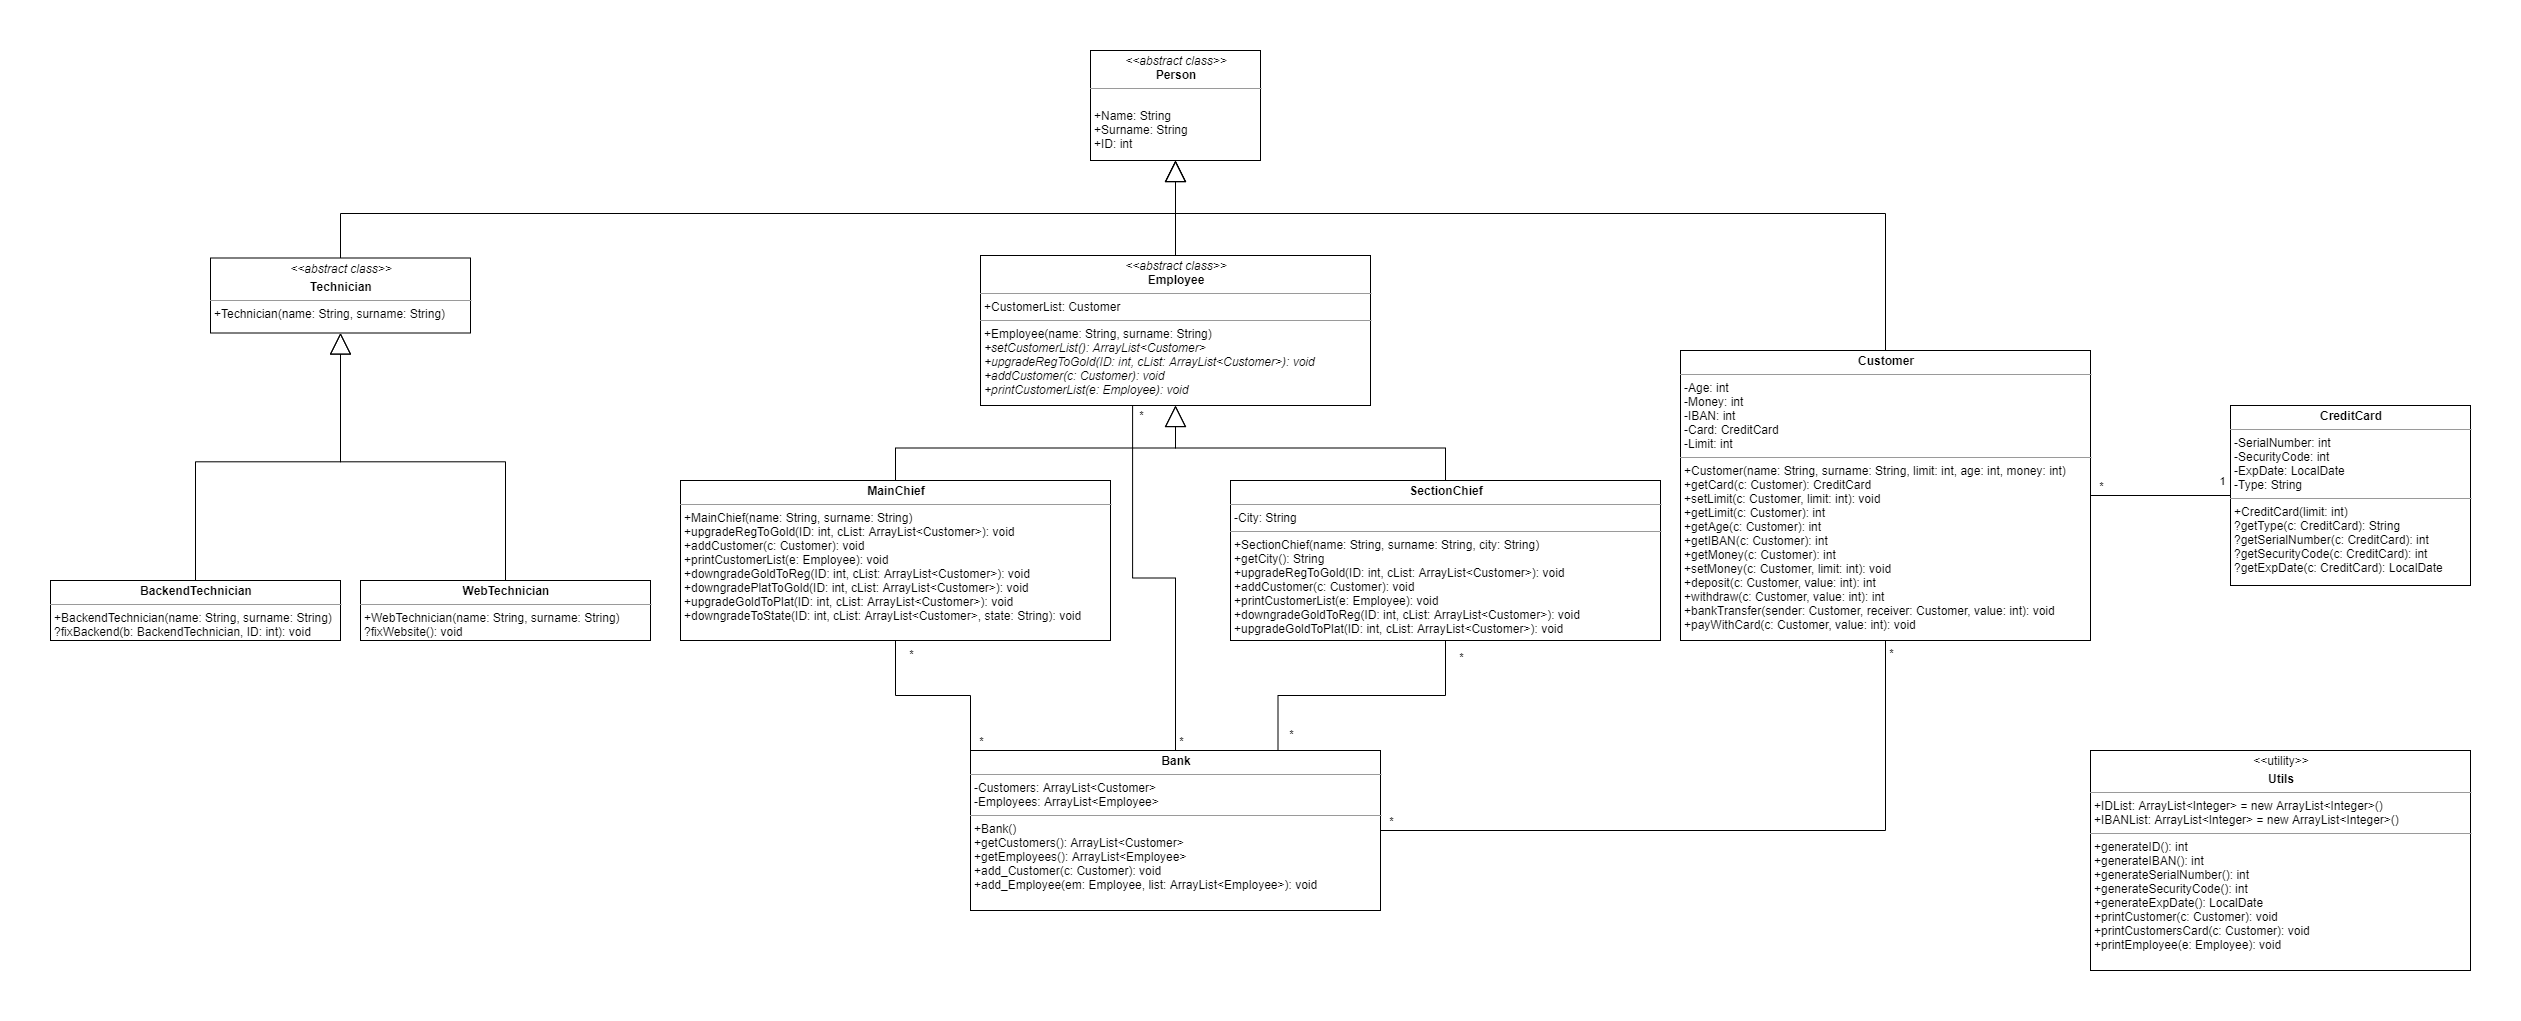 <<abstract class>>
Person
+Name: String
+Surname: String
+ID: int
<<abstract class>>
Technician
+Technician(name: String, surname: String)
<<abstract class>>
Employee
+CustomerList: Customer
+Employee(name: String, surname: String)
+setCustomerList(): ArrayList<Customer>
+upgradeRegToGold(ID: int, cList: ArrayList<Customer>): void
+addCustomer(c: Customer): void
+printCustomerList(e: Employee): void
*
Customer
-Age: int
-Money: int
-IBAN: int
-Card: CreditCard
-Limit: int
+Customer(name: String, surname: String, limit: int, age: int, money: int)
+getCard(c: Customer): CreditCard
+setLimit(c: Customer, limit: int): void
+getLimit(c: Customer): int
+getAge(c: Customer): int
+getIBAN(c: Customer): int
+getMoney(c: Customer): int
+setMoney(c: Customer, limit: int): void
+deposit(c: Customer, value: int): int
+withdraw(c: Customer, value: int): int
+bankTransfer(sender: Customer, receiver: Customer, value: int): void
+payWithCard(c: Customer, value: int): void
*
1
CreditCard
-SerialNumber: int
-SecurityCode: int
-ExpDate: LocalDate
-Type: String
+CreditCard(limit: int)
?getType(c: CreditCard): String
?getSerialNumber(c: CreditCard): int
?getSecurityCode(c: CreditCard): int
?getExpDate(c: CreditCard): LocalDate
BackendTechnician
+BackendTechnician(name: String, surname: String)
?fixBackend(b: BackendTechnician, ID: int): void
WebTechnician
+WebTechnician(name: String, surname: String)
?fixWebsite(): void
MainChief
+MainChief(name: String, surname: String)
+upgradeRegToGold(ID: int, cList: ArrayList<Customer>): void
+addCustomer(c: Customer): void
+printCustomerList(e: Employee): void
+downgradeGoldToReg(ID: int, cList: ArrayList<Customer>): void
+downgradePlatToGold(ID: int, cList: ArrayList<Customer>): void
+upgradeGoldToPlat(ID: int, cList: ArrayList<Customer>): void
+downgradeToState(ID: int, cList: ArrayList<Customer>, state: String): void
SectionChief
-City: String
+SectionChief(name: String, surname: String, city: String)
+getCity(): String
+upgradeRegToGold(ID: int, cList: ArrayList<Customer>): void
+addCustomer(c: Customer): void
+printCustomerList(e: Employee): void
+downgradeGoldToReg(ID: int, cList: ArrayList<Customer>): void
+upgradeGoldToPlat(ID: int, cList: ArrayList<Customer>): void
*
*
*
*
*
*
Bank
-Customers: ArrayList<Customer>
-Employees: ArrayList<Employee>
+Bank()
+getCustomers(): ArrayList<Customer>
+getEmployees(): ArrayList<Employee>
+add_Customer(c: Customer): void
+add_Employee(em: Employee, list: ArrayList<Employee>): void
*
<<utility>>
Utils
+IDList: ArrayList<Integer> = new ArrayList<Integer>()
+IBANList: ArrayList<Integer> = new ArrayList<Integer>()
+generateID(): int
+generateIBAN(): int
+generateSerialNumber(): int
+generateSecurityCode(): int
+generateExpDate(): LocalDate
+printCustomer(c: Customer): void
+printCustomersCard(c: Customer): void
+printEmployee(e: Employee): void